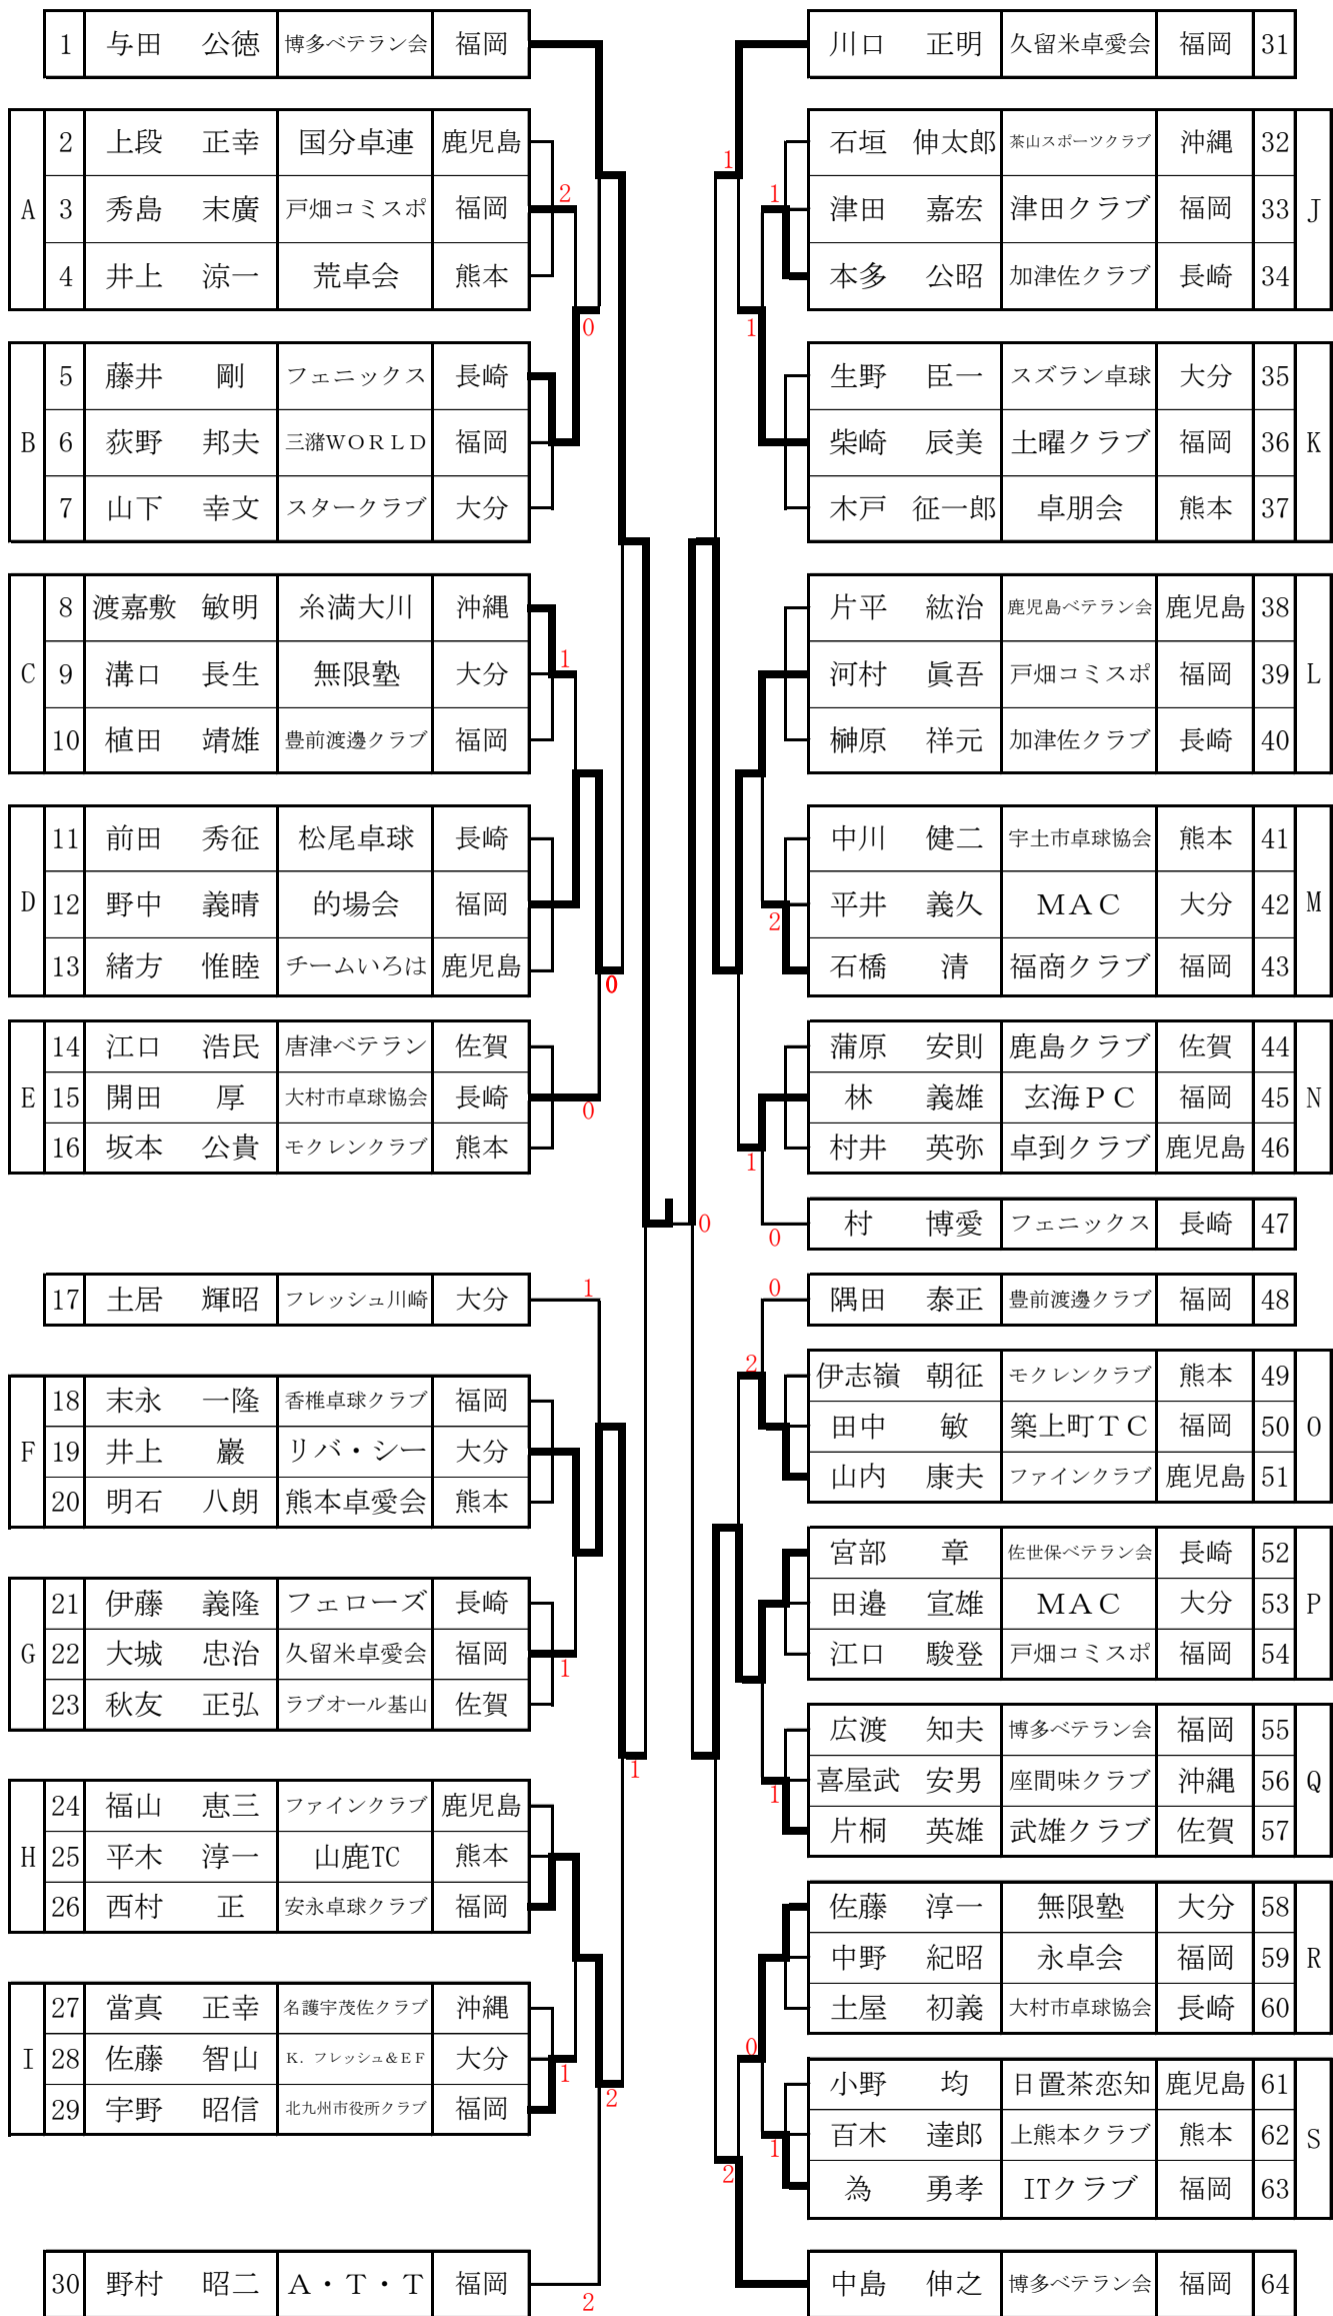 1 与田 公徳 博多ベテラン会 福岡
2 上段 正幸 国分卓連 鹿児島
2
A 3 秀島 末廣 戸畑コミスポ 福岡
4 井上 涼一 荒卓会 熊本
0
5 藤井 剛 フェニックス 長崎
B 6 荻野 邦夫 三潴WORLD 福岡
7 山下 幸文 スタークラブ 大分
8 渡嘉敷 敏明 糸満大川 沖縄
1
C 9 溝口 長生 無限塾 大分
10 植田 靖雄 豊前渡邊クラブ 福岡
11 前田 秀征 松尾卓球 長崎
D 12 野中 義晴 的場会 福岡
13 緒方 惟睦 チームいろは 鹿児島
0
14 江口 浩民 唐津ベテラン 佐賀
E 15 開田 厚 大村市卓球協会 長崎
0
16 坂本 公貴 モクレンクラブ 熊本
0
17 土居 輝昭 フレッシュ川崎 大分
1
18 末永 一隆 香椎卓球クラブ 福岡
F 19 井上 巖 リバ・シー 大分
20 明石 八朗 熊本卓愛会 熊本
21 伊藤 義隆 フェローズ 長崎
G 22 大城 忠治 久留米卓愛会 福岡
1
23 秋友 正弘 ラブオール基山 佐賀
1
24 福山 恵三 ファインクラブ 鹿児島
H 25 平木 淳一 山鹿TC 熊本
26 西村 正 安永卓球クラブ 福岡
27 當真 正幸 名護宇茂佐クラブ 沖縄
I 28 佐藤 智山 K. フレッシュ&EF 大分
1
29 宇野 昭信 北九州市役所クラブ 福岡
2
30 野村 昭二 A・T・T 福岡
2
川口 正明 久留米卓愛会 福岡 31
1
石垣 伸太郎 茶山スポーツクラブ 沖縄 32
1
津田 嘉宏 津田クラブ 福岡 33 J
本多 公昭 加津佐クラブ 長崎 34
1
生野 臣一 スズラン卓球 大分 35
柴崎 辰美 土曜クラブ 福岡 36 K
木戸 征一郎 卓朋会 熊本 37
片平 紘治 鹿児島ベテラン会 鹿児島 38
河村 眞吾 戸畑コミスポ 福岡 39 L
榊原 祥元 加津佐クラブ 長崎 40
中川 健二 宇土市卓球協会 熊本 41
平井 義久 MAC 大分 42 M
2
石橋 清 福商クラブ 福岡 43
蒲原 安則 鹿島クラブ 佐賀 44
林 義雄 玄海PC 福岡 45 N
村井 英弥 卓到クラブ 鹿児島 46
1
村 博愛 フェニックス 長崎 47
0
隅田 泰正 豊前渡邊クラブ 福岡 48
0
2
伊志嶺 朝征 モクレンクラブ 熊本 49
田中 敏 築上町TC 福岡 50 O
山内 康夫 ファインクラブ 鹿児島 51
宮部 章 佐世保ベテラン会 長崎 52
田邉 宣雄 MAC 大分 53 P
江口 駿登 戸畑コミスポ 福岡 54
広渡 知夫 博多ベテラン会 福岡 55
喜屋武 安男 座間味クラブ 沖縄 56 Q
1
片桐 英雄 武雄クラブ 佐賀 57
佐藤 淳一 無限塾 大分 58
中野 紀昭 永卓会 福岡 59 R
土屋 初義 大村市卓球協会 長崎 60
0
小野 均 日置茶恋知 鹿児島 61
百木 達郎 上熊本クラブ 熊本 62 S
1
為 勇孝 ITクラブ 福岡 63
2
中島 伸之 博多ベテラン会 福岡 64